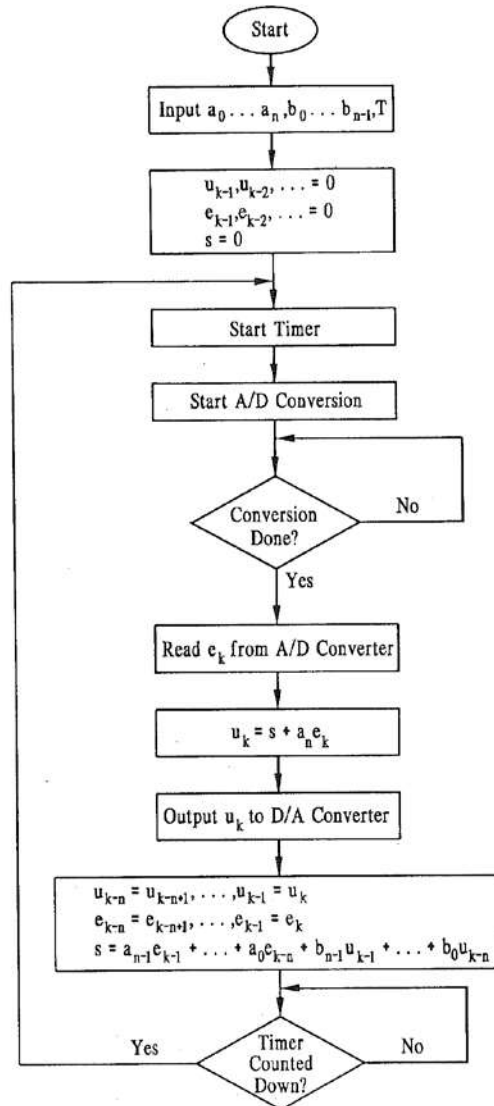 Start
Input a₀ . . . aₙ,b₀ . . . bₙ₋₁,T
uₖ₋₁,uₖ₋₂, . . . = 0
eₖ₋₁,eₖ₋₂, . . . = 0
s = 0
Start Timer
Start A/D Conversion
Conversion
Done?
No
Yes
Read eₖ from A/D Converter
uₖ = s + aₙeₖ
Output uₖ to D/A Converter
uₖ₋ₙ = uₖ₋ₙ₊₁, . . . ,uₖ₋₁ = uₖ
eₖ₋ₙ = eₖ₋ₙ₊₁, . . . ,eₖ₋₁ = eₖ
s = aₙ₋₁eₖ₋₁ + . . . + a₀eₖ₋ₙ + bₙ₋₁uₖ₋₁ + . . . + b₀uₖ₋ₙ
Yes
Timer
Counted
Down?
No